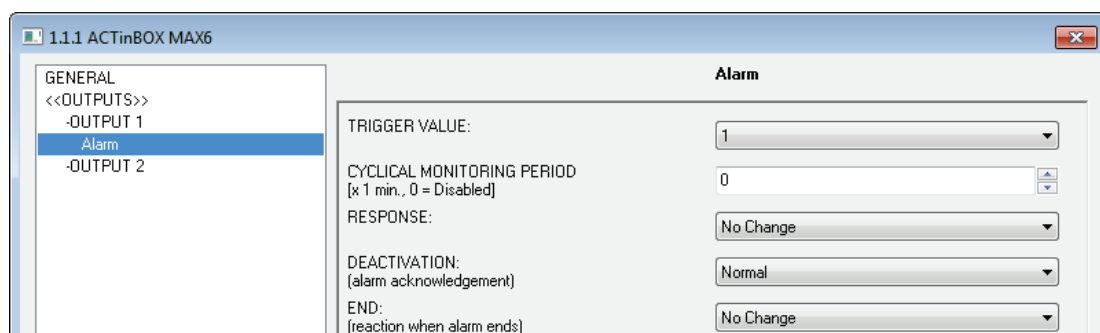 1.1.1 ACTinBOX MAX6
GENERAL
<<OUTPUTS>>
-OUTPUT 1
Alarm
-OUTPUT 2
Alarm
TRIGGER VALUE:
1
CYCLICAL MONITORING PERIOD
[x 1 min., 0 = Disabled]
0
RESPONSE:
No Change
DEACTIVATION:
(alarm acknowledgement)
Normal
END:
(reaction when alarm ends)
No Change